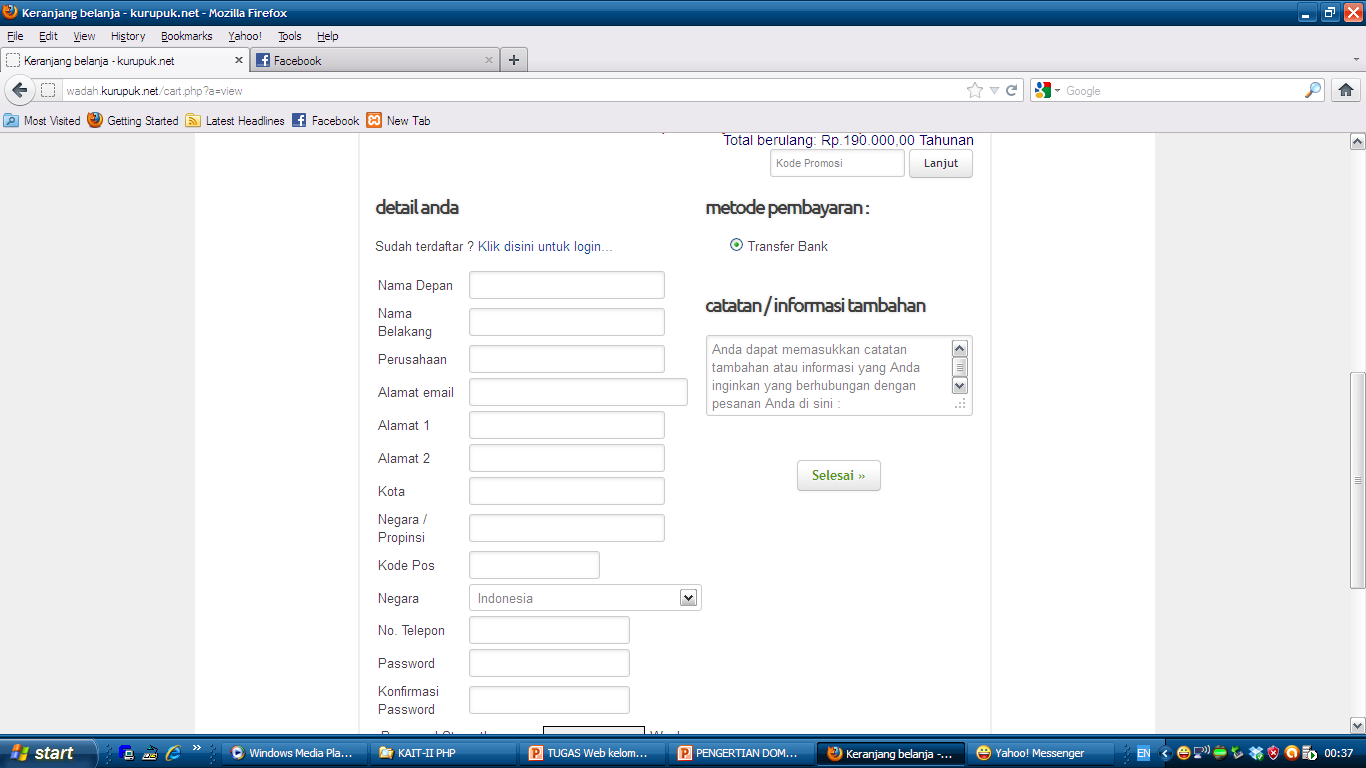 Keranjang belanja - kurupuk.net - Mozilla Firefox
File Edit View History Bookmarks Yahoo! Tools Help
Keranjang belanja - kurupuk.net
Facebook
wadah.kurupuk.net/cart.php?a=view
Google
Most Visited Getting Started Latest Headlines Facebook New Tab
Total berulang: Rp.190.000,00 Tahunan
Kode Promosi Lanjut
detail anda
Sudah terdaftar ? Klik disini untuk login...
Nama Depan
Nama
Belakang
Perusahaan
Alamat email
Alamat 1
Alamat 2
Kota
Negara /
Propinsi
Kode Pos
Negara Indonesia
No. Telepon
Password
Konfirmasi
Password
metode pembayaran :
Transfer Bank
catatan / informasi tambahan
Anda dapat memasukkan catatan
tambahan atau informasi yang Anda
inginkan yang berhubungan dengan
pesanan Anda di sini :
Selesai »
start
»
Windows Media Pla...
KAIT-II PHP
TUGAS Web kelom...
PENGERTIAN DOM...
Keranjang belanja -...
Yahoo! Messenger
EN
00:37